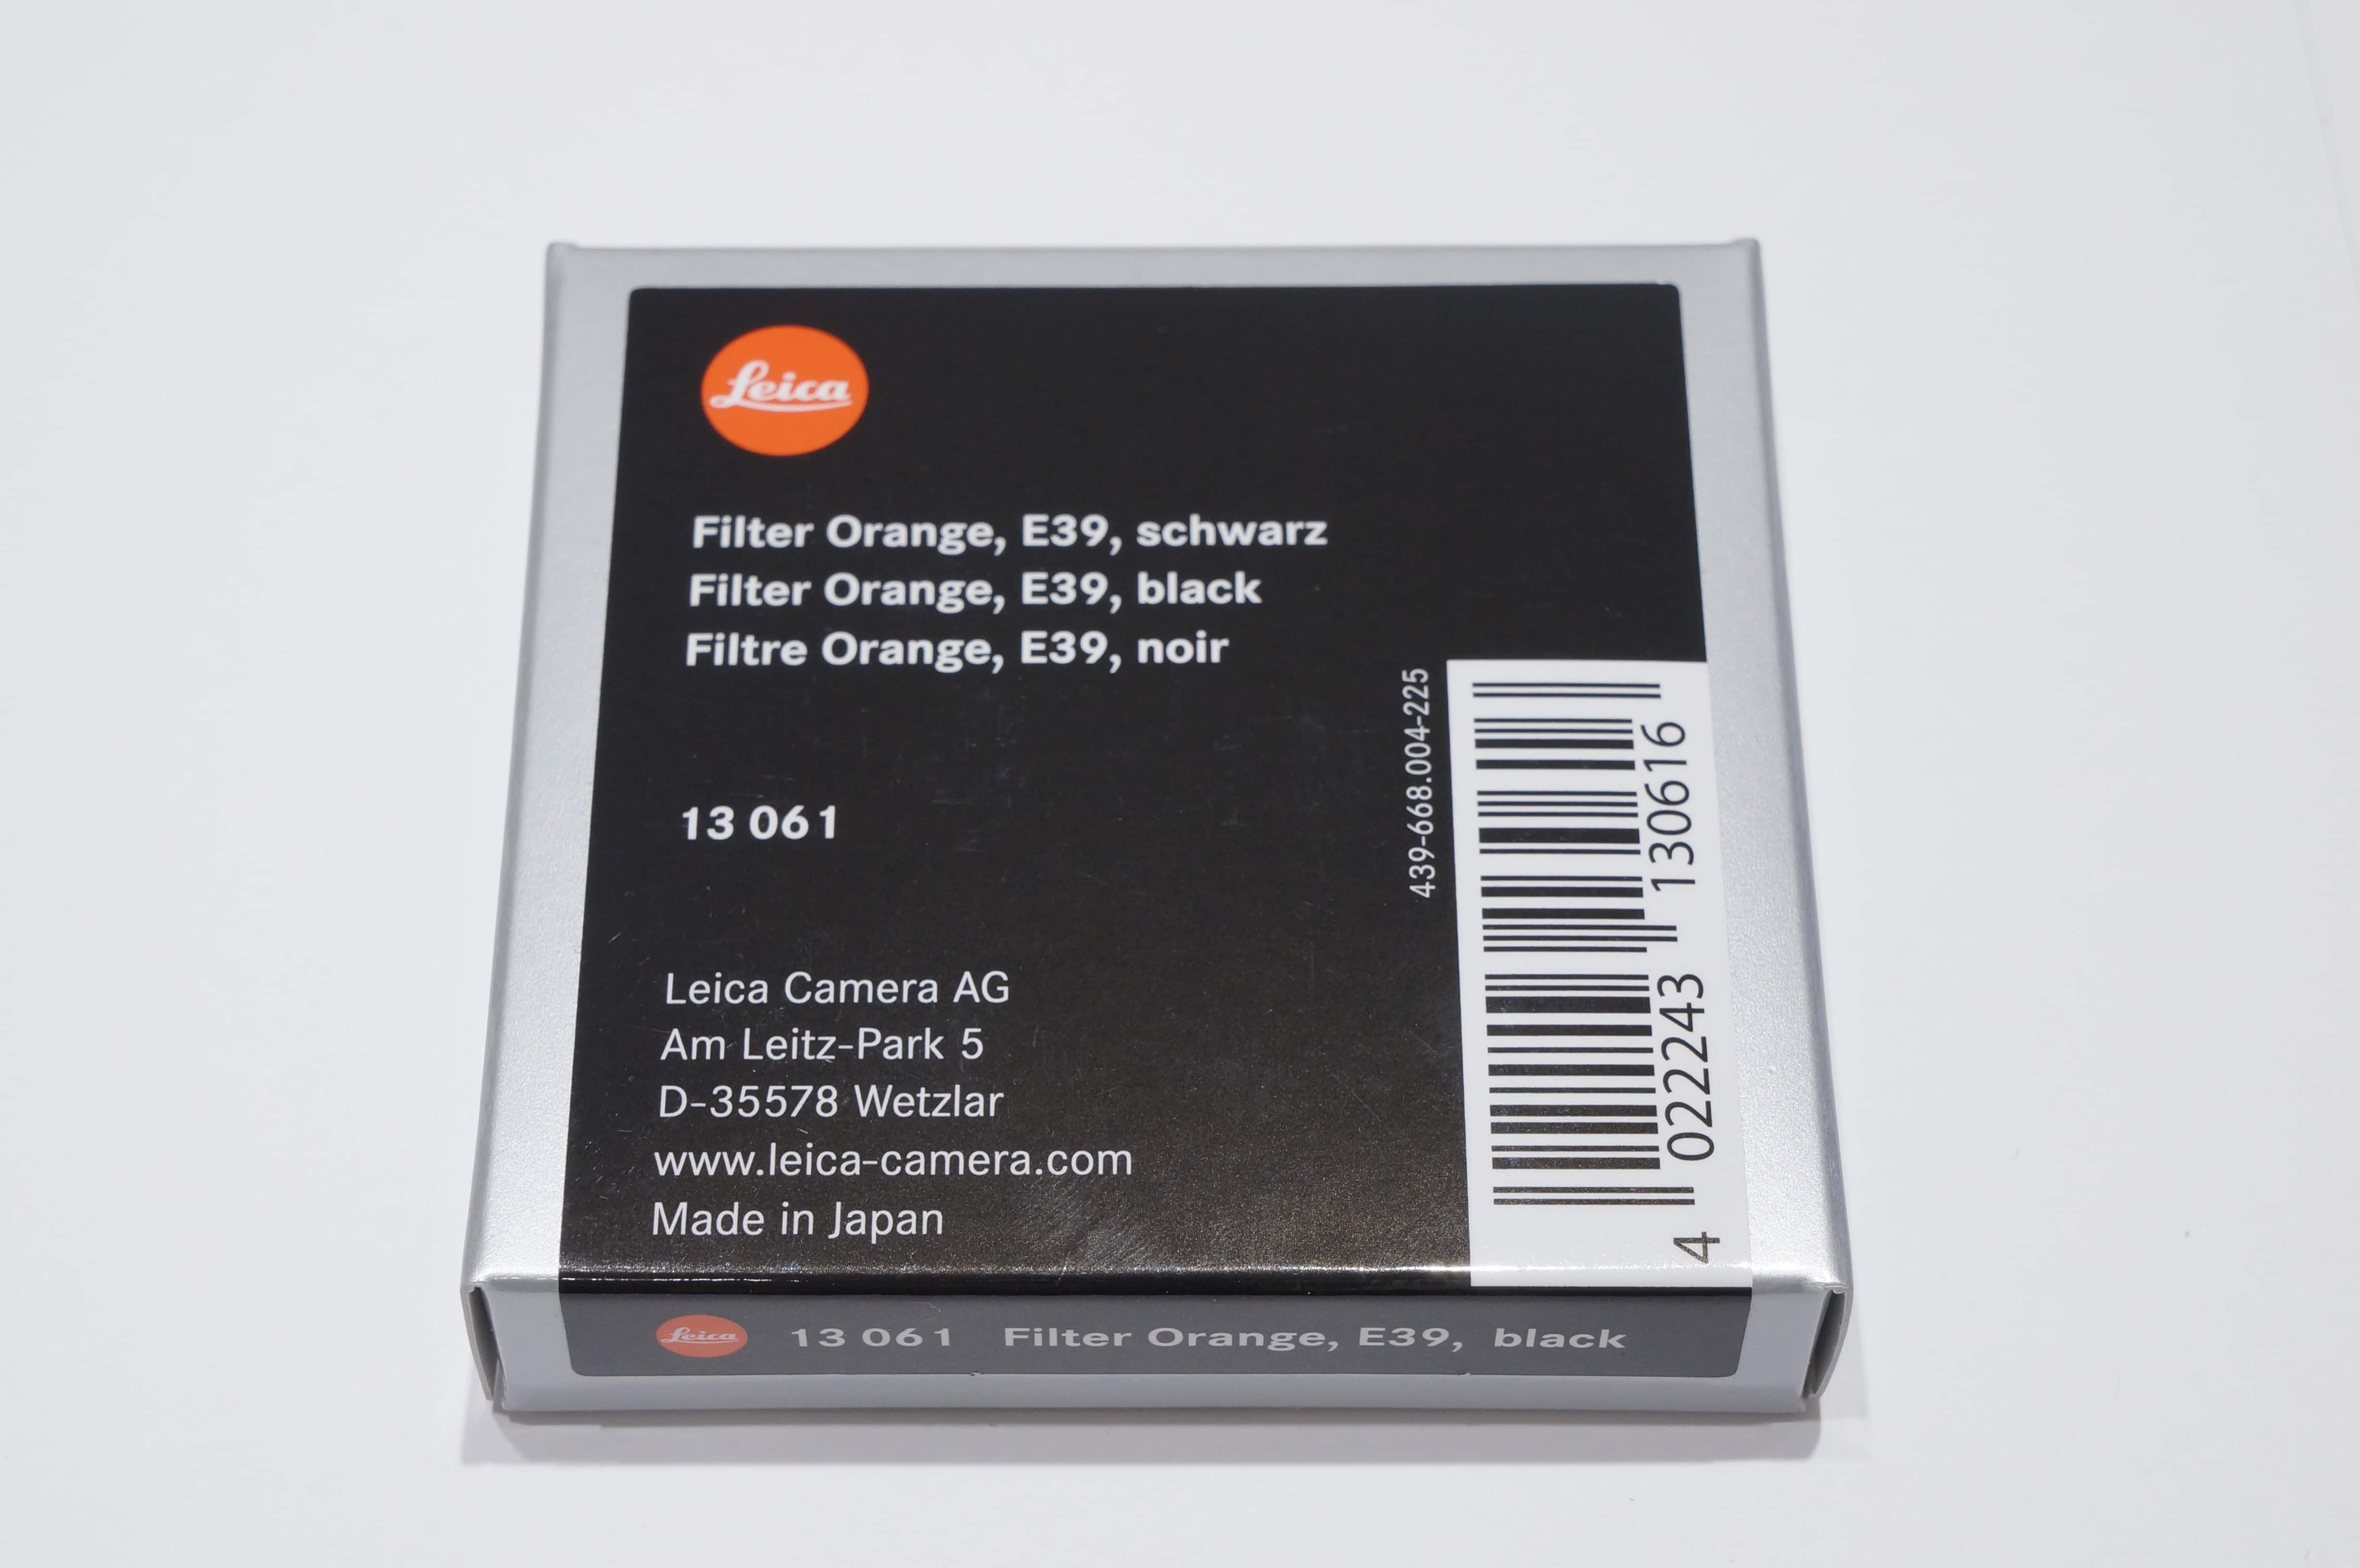 Leica
Filter Orange, E39, schwarz
Filter Orange, E39, black
Filtre Orange, E39, noir
13 061
439-668.004-225
4 022243 130616
Leica Camera AG
Am Leitz-Park 5
D-35578 Wetzlar
www.leica-camera.com
Made in Japan
Leica 13 061 Filter Orange, E39, black